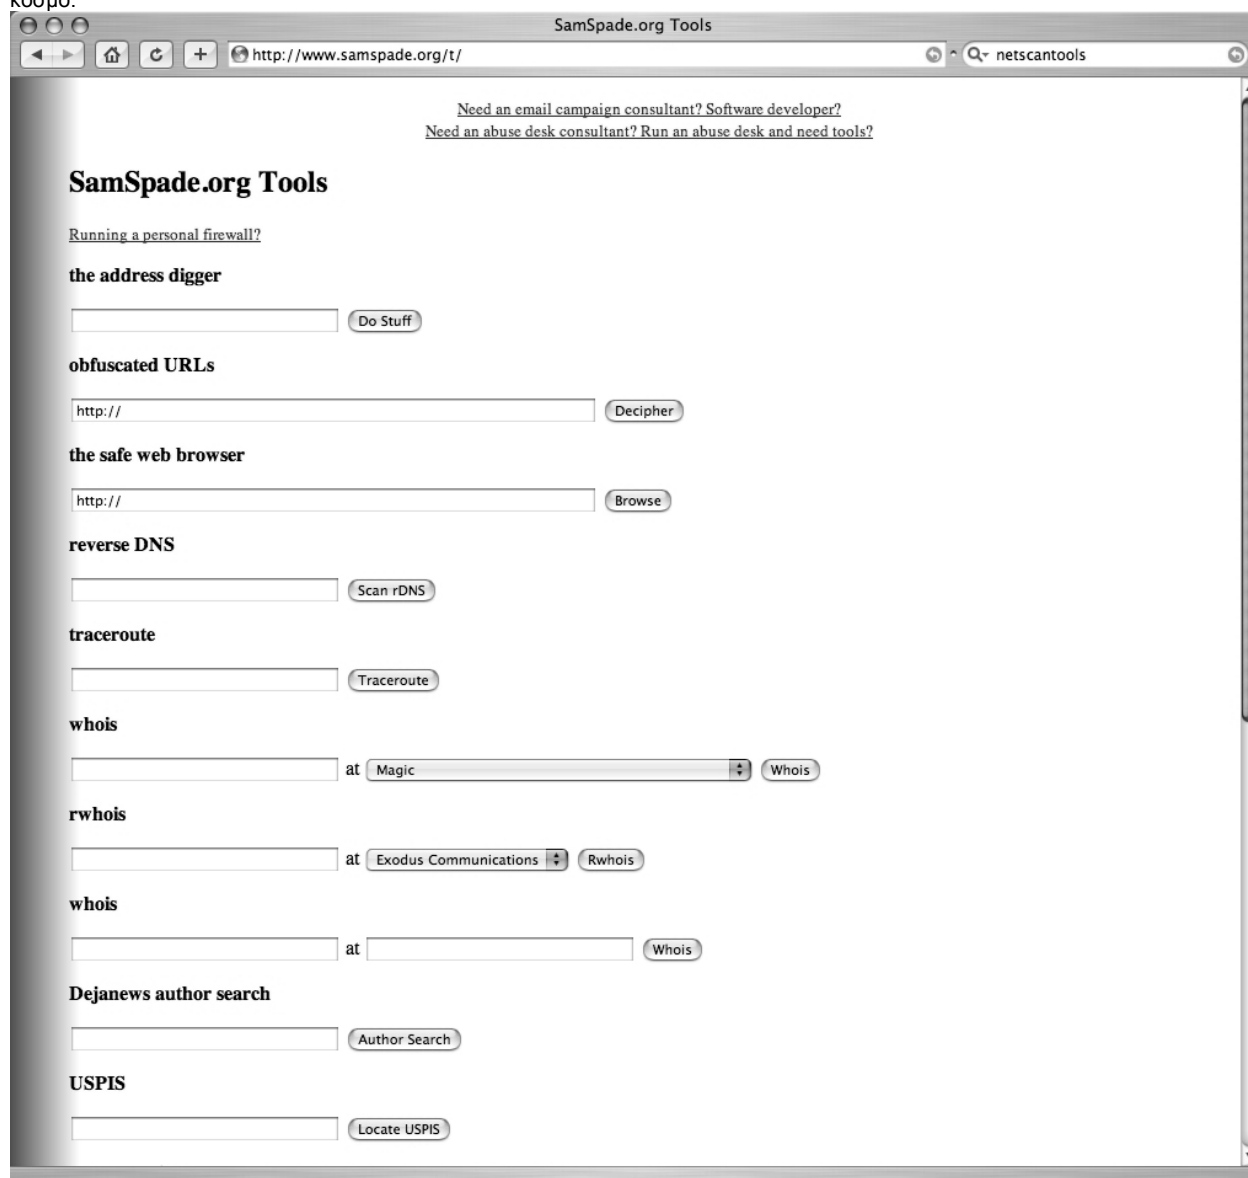 κόσμο.
SamSpade.org Tools
http://www.samspade.org/t/
netscantools
Need an email campaign consultant? Software developer?
Need an abuse desk consultant? Run an abuse desk and need tools?
SamSpade.org Tools
Running a personal firewall?
the address digger
Do Stuff
obfuscated URLs
http:// Decipher
the safe web browser
http:// Browse
reverse DNS
Scan rDNS
traceroute
Traceroute
whois
at Magic Whois
rwhois
at Exodus Communications Rwhois
whois
at Whois
Dejanews author search
Author Search
USPIS
Locate USPIS